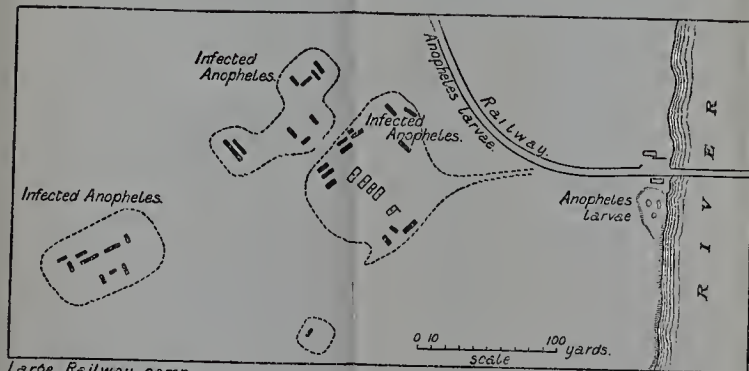 Infected
Anopheles.
Anopheles larvae.
Railway.
Infected
Anopheles.
Infected Anopheles.
Anopheles
larvae
RIVER
0 10 100 yards.
scale
Large Railway camp